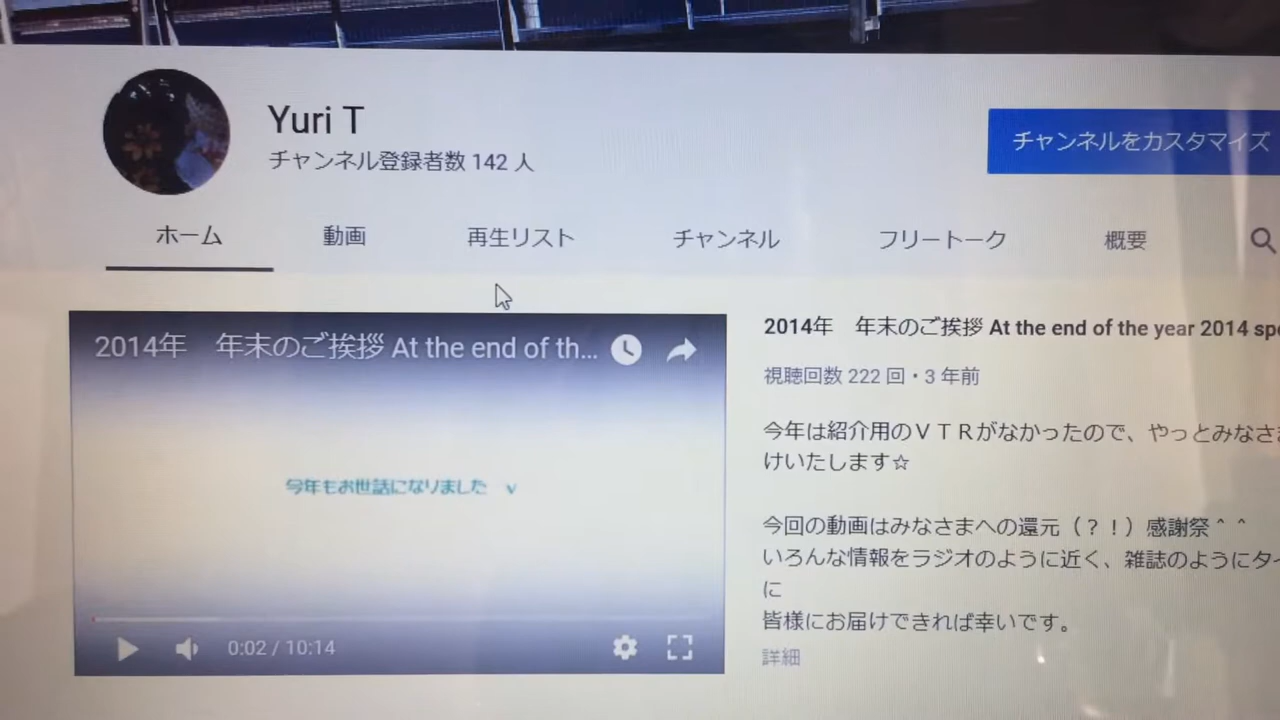 Yuri T
チャンネル登録者数 142 人
チャンネルをカスタマイズ
ホーム
動画
再生リスト
チャンネル
フリートーク
概要
2014年 年末のご挨拶 At the end of th...
今年もお世話になりました
0:02 / 10:14
2014年 年末のご挨拶 At the end of the year 2014 spe
視聴回数 222 回・3 年前
今年は紹介用のＶＴＲがなかったので、やっとみなさま
けいたします☆
今回の動画はみなさまへの還元（？！）感謝祭＾＾
いろんな情報をラジオのように近く、雑誌のようにタイ
に
皆様にお届けできれば幸いです。
詳細